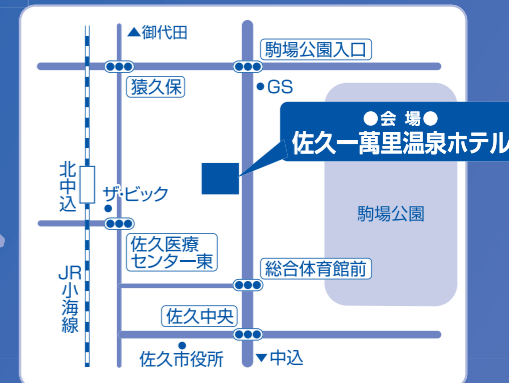 ▲御代田
駒場公園入口
猿久保
●GS
●会 場●
佐久一萬里温泉ホテル
北中込
ザ・ビック
駒場公園
佐久医療
センター東
総合体育館前
JR小海線
佐久中央
佐久市役所
▼中込